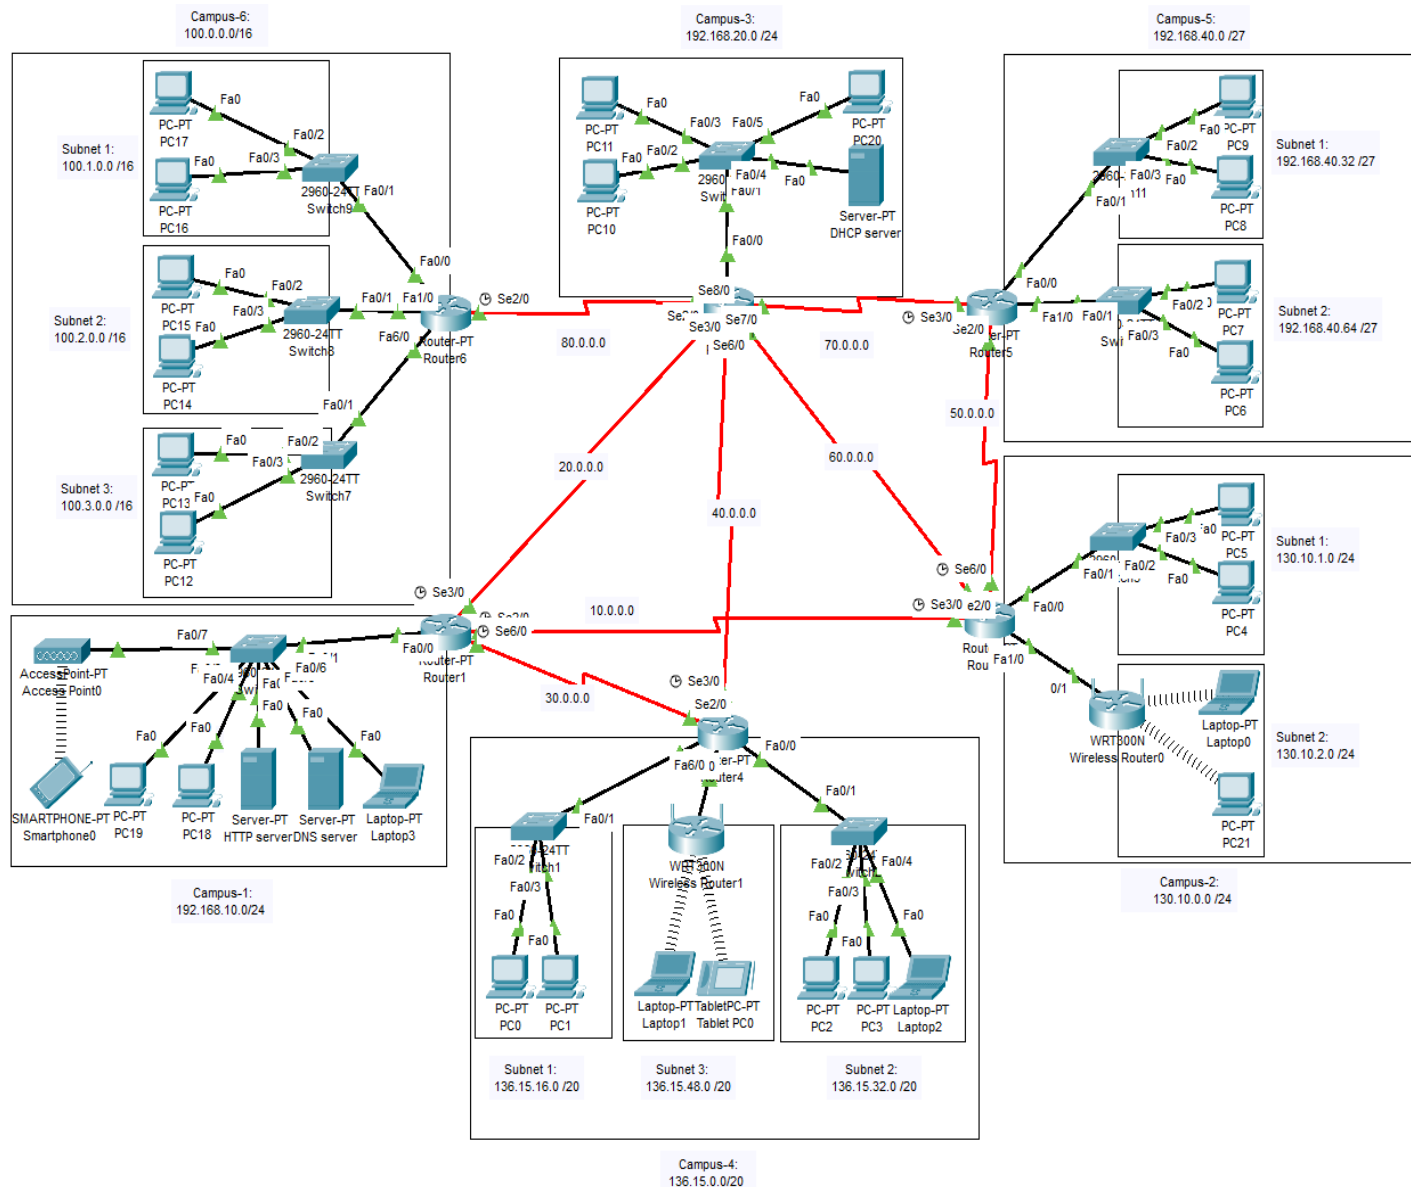 Campus-6:
100.0.0.0/16
Campus-3:
192.168.20.0 /24
Campus-5:
192.168.40.0 /27
Subnet 1:
100.1.0.0 /16
PC-PT
PC17
Fa0
Fa0/2
PC-PT
PC16
Fa0
Fa0/3
2960-24TT
Switch9
Fa0/1
Fa0/0
Subnet 2:
100.2.0.0 /16
PC-PT
PC15
Fa0
Fa0/2
PC-PT
PC14
Fa0
Fa0/3
2960-24TT
Switch8
Fa0/1
Fa1/0
Fa6/0
Se2/0
Router-PT
Router6
Subnet 3:
100.3.0.0 /16
PC13
Fa0
Fa0/2
PC-PT
PC12
Fa0
Fa0/3
Fa0/1
2960-24TT
Switch7
PC-PT
PC11
Fa0
Fa0/3
PC-PT
PC10
Fa0
Fa0/2
Fa0
Fa0/5
PC-PT
PC20
Fa0/4
Fa0
Server-PT
DHCP server
Fa0/0
Se8/0
Se3/0
Se7/0
Se6/0
80.0.0.0
70.0.0.0
20.0.0.0
40.0.0.0
60.0.0.0
50.0.0.0
10.0.0.0
30.0.0.0
Fa0
PC9
Fa0/2
Fa0/3
Fa0
PC-PT
PC8
Fa0/1
Fa0/0
Subnet 1:
192.168.40.32 /27
PC-PT
PC7
Fa0/2
Fa0/3
Fa0
PC-PT
PC6
Fa0/1
Fa1/0
Se3/0
Se2/0
Router5
Subnet 2:
192.168.40.64 /27
PC-PT
PC5
Fa0/3
Fa0/2
Fa0
PC-PT
PC4
Fa0/1
Fa0/0
Subnet 1:
130.10.1.0 /24
Se6/0
Se3/0
Fa1/0
0/1
WRT300N
Wireless Router0
Laptop-PT
Laptop0
PC-PT
PC21
Subnet 2:
130.10.2.0 /24
Campus-2:
130.10.0.0 /24
Se3/0
Se6/0
Fa0/0
Router-PT
Router1
AccessPoint-PT
Access Point0
Fa0/7
Fa0/4
Fa0/6
Fa0
Fa0
Fa0
Fa0
SMARTPHONE-PT
Smartphone0
PC-PT
PC19
PC-PT
PC18
Server-PT
HTTP server
Server-PT
DNS server
Laptop-PT
Laptop3
Campus-1:
192.168.10.0/24
Se3/0
Se2/0
Fa0/0
Fa6/0
Fa0/1
Fa0/1
Fa0/2
Fa0/3
Fa0
Fa0
PC-PT
PC0
PC-PT
PC1
Wireless Router1
Laptop-PT
Laptop1
TabletPC-PT
Tablet PC0
Fa0/2
Fa0/3
Fa0/4
Fa0
Fa0
Fa0
PC-PT
PC2
PC-PT
PC3
Laptop-PT
Laptop2
Subnet 1:
136.15.16.0 /20
Subnet 3:
136.15.48.0 /20
Subnet 2:
136.15.32.0 /20
Campus-4:
136.15.0.0/20